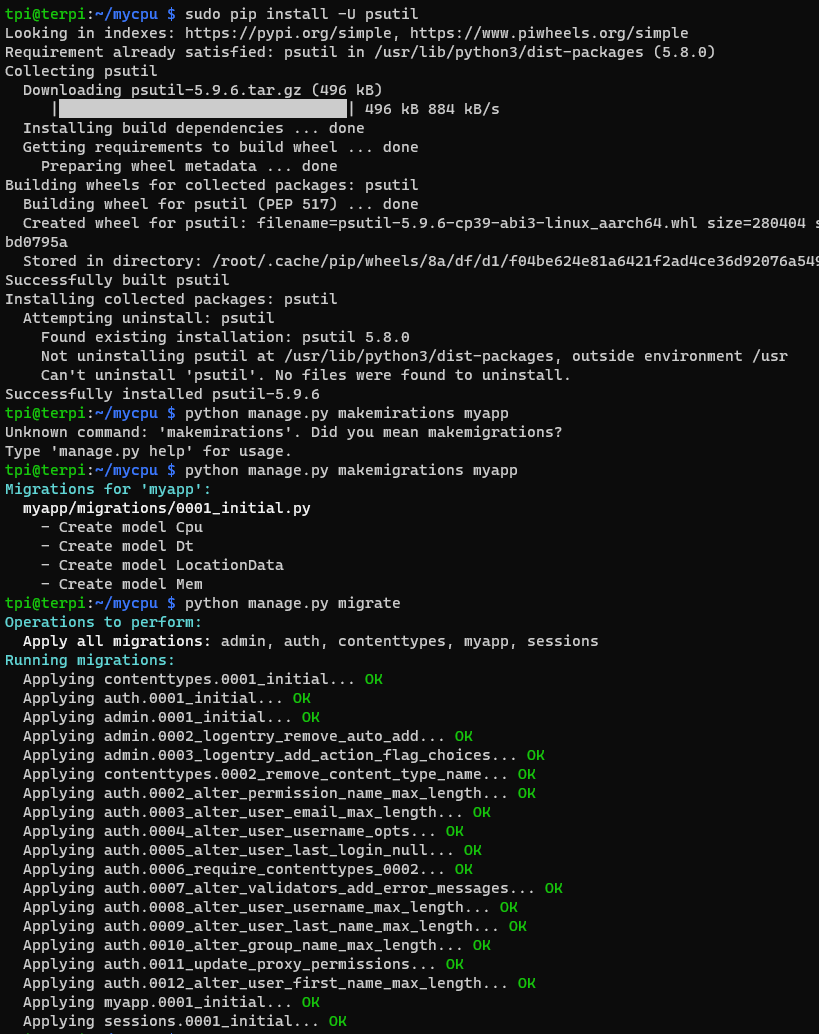 tpi@terpi:~/mycpu $ sudo pip install -U psutil
Looking in indexes: https://pypi.org/simple, https://www.piwheels.org/simple
Requirement already satisfied: psutil in /usr/lib/python3/dist-packages (5.8.0)
Collecting psutil
  Downloading psutil-5.9.6.tar.gz (496 kB)
     |████████████████████████████████| 496 kB 884 kB/s
  Installing build dependencies ... done
  Getting requirements to build wheel ... done
    Preparing wheel metadata ... done
Building wheels for collected packages: psutil
  Building wheel for psutil (PEP 517) ... done
  Created wheel for psutil: filename=psutil-5.9.6-cp39-abi3-linux_aarch64.whl size=280404 s
bd0795a
  Stored in directory: /root/.cache/pip/wheels/8a/df/d1/f04be624e81a6421f2ad4ce36d92076a549
Successfully built psutil
Installing collected packages: psutil
  Attempting uninstall: psutil
    Found existing installation: psutil 5.8.0
    Not uninstalling psutil at /usr/lib/python3/dist-packages, outside environment /usr
    Can't uninstall 'psutil'. No files were found to uninstall.
Successfully installed psutil-5.9.6
tpi@terpi:~/mycpu $ python manage.py makemirations myapp
Unknown command: 'makemirations'. Did you mean makemigrations?
Type 'manage.py help' for usage.
tpi@terpi:~/mycpu $ python manage.py makemigrations myapp
Migrations for 'myapp':
  myapp/migrations/0001_initial.py
    - Create model Cpu
    - Create model Dt
    - Create model LocationData
    - Create model Mem
tpi@terpi:~/mycpu $ python manage.py migrate
Operations to perform:
  Apply all migrations: admin, auth, contenttypes, myapp, sessions
Running migrations:
  Applying contenttypes.0001_initial... OK
  Applying auth.0001_initial... OK
  Applying admin.0001_initial... OK
  Applying admin.0002_logentry_remove_auto_add... OK
  Applying admin.0003_logentry_add_action_flag_choices... OK
  Applying contenttypes.0002_remove_content_type_name... OK
  Applying auth.0002_alter_permission_name_max_length... OK
  Applying auth.0003_alter_user_email_max_length... OK
  Applying auth.0004_alter_user_username_opts... OK
  Applying auth.0005_alter_user_last_login_null... OK
  Applying auth.0006_require_contenttypes_0002... OK
  Applying auth.0007_alter_validators_add_error_messages... OK
  Applying auth.0008_alter_user_username_max_length... OK
  Applying auth.0009_alter_user_last_name_max_length... OK
  Applying auth.0010_alter_group_name_max_length... OK
  Applying auth.0011_update_proxy_permissions... OK
  Applying auth.0012_alter_user_first_name_max_length... OK
  Applying myapp.0001_initial... OK
  Applying sessions.0001_initial... OK